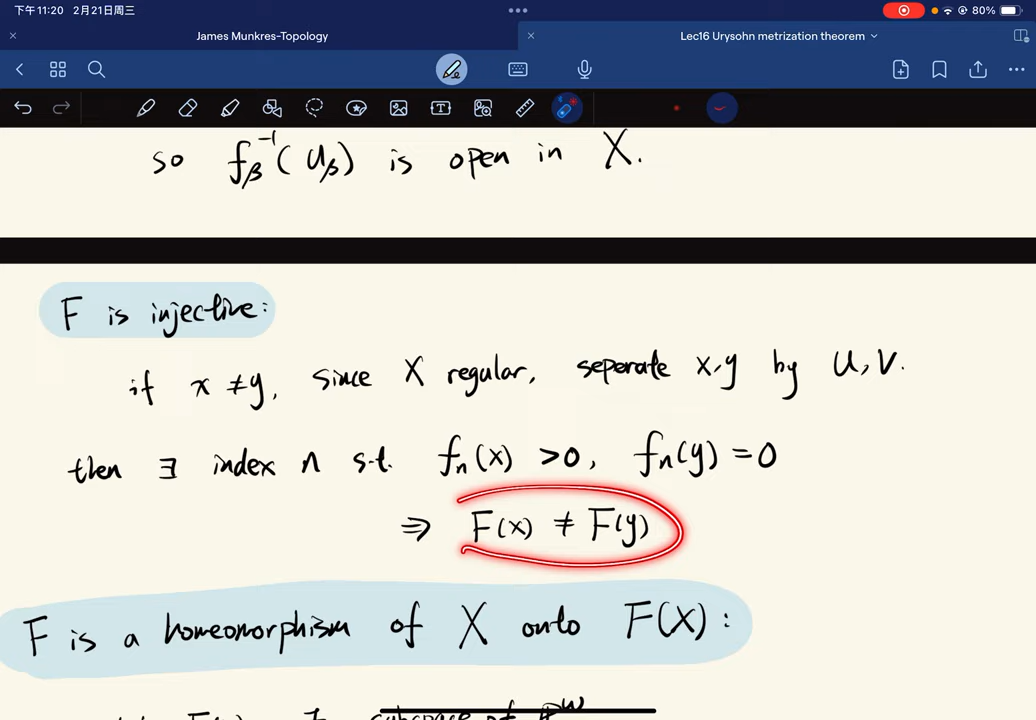 下午11:20 2月21日周三
80%
James Munkres-Topology
Lec16 Urysohn metrization theorem
so f_β^{-1}(U_β) is open in X.
F is injective:
if x ≠ y, since X regular, seperate x,y by U,V.
then ∃ index n s.t. f_n(x) >0, f_n(y) = 0
⇒ F(x) ≠ F(y)
F is a homeomorphism of X onto F(X):
subspace of